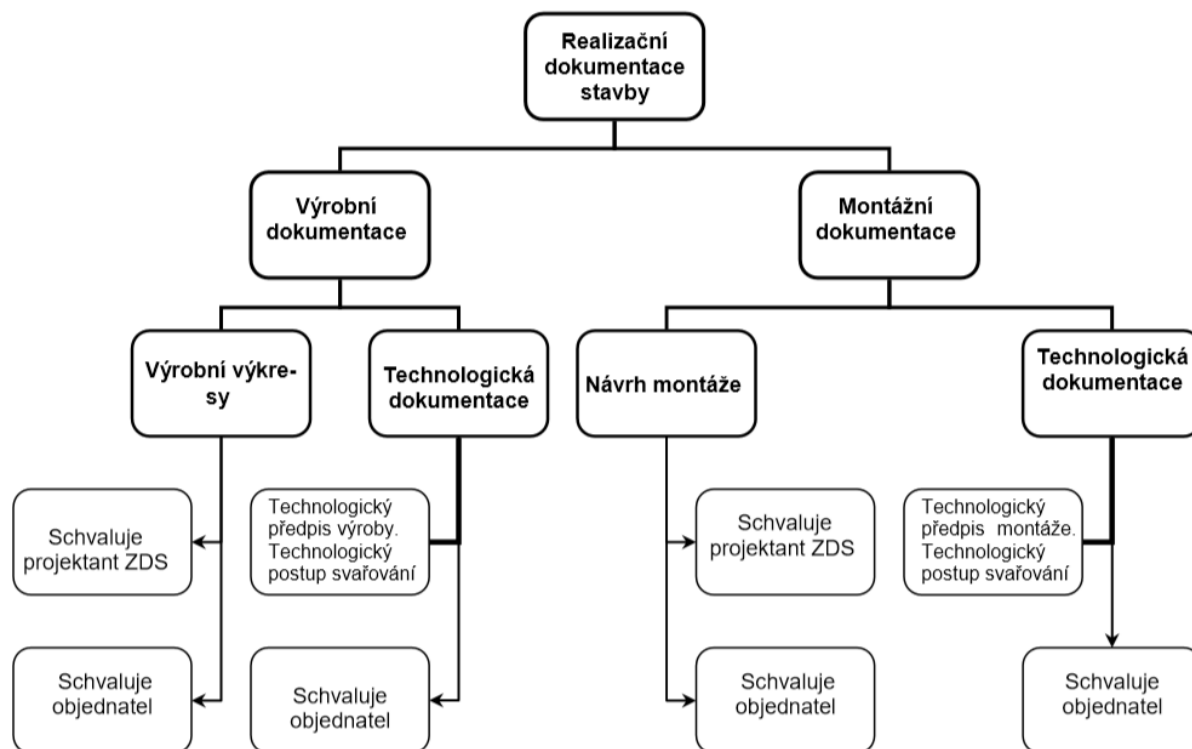 Realizační
dokumentace
stavby
Výrobní
dokumentace
Montážní
dokumentace
Výrobní výkre-
sy
Technologická
dokumentace
Návrh montáže
Technologická
dokumentace
Schvaluje
projektant ZDS
Technologický
předpis výroby.
Technologický
postup svařování
Schvaluje
projektant ZDS
Technologický
předpis montáže.
Technologický
postup svařování
Schvaluje
objednatel
Schvaluje
objednatel
Schvaluje
objednatel
Schvaluje
objednatel